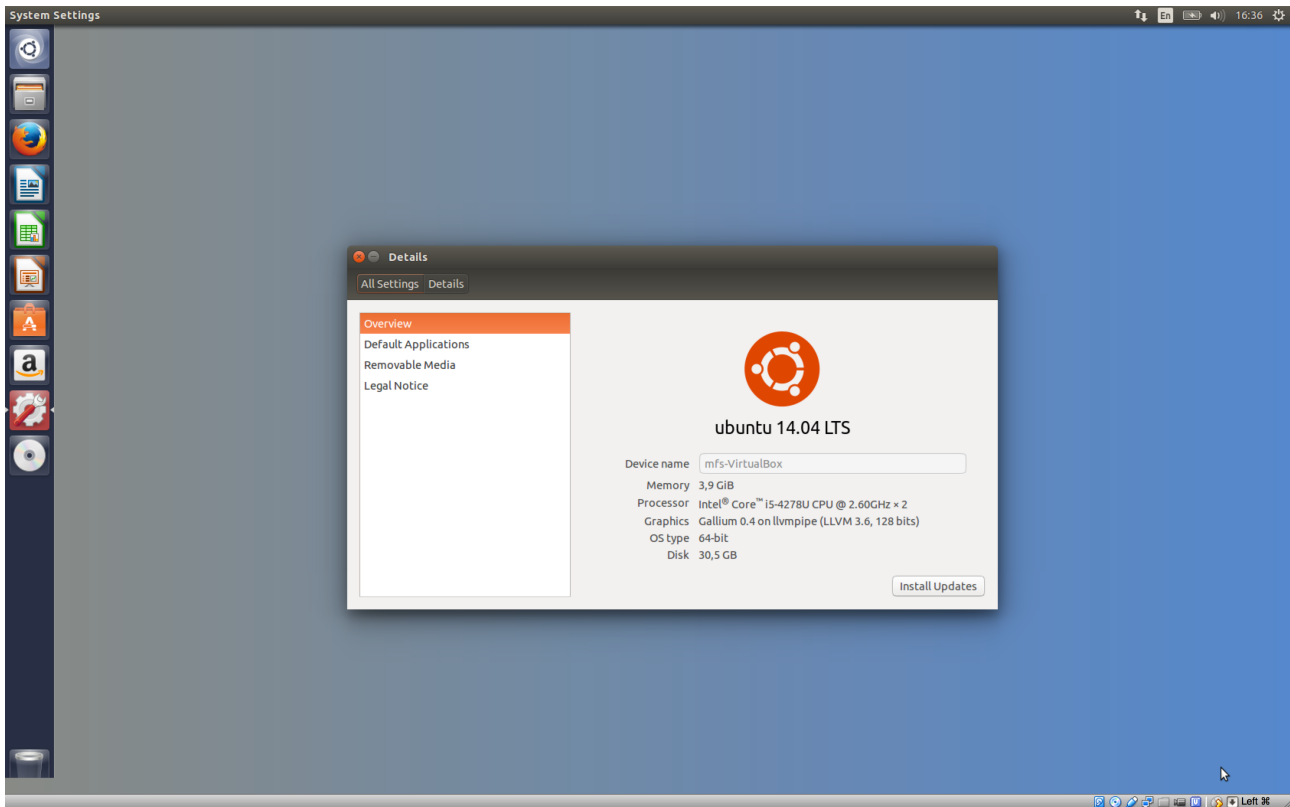 System Settings
En
16:36
Details
All Settings Details
Overview
Default Applications
Removable Media
Legal Notice
ubuntu 14.04 LTS
Device name mfs-VirtualBox
Memory 3,9 GiB
Processor Intel® Core™ i5-4278U CPU @ 2.60GHz × 2
Graphics Gallium 0.4 on llvmpipe (LLVM 3.6, 128 bits)
OS type 64-bit
Disk 30,5 GB
Install Updates
Left ⌘